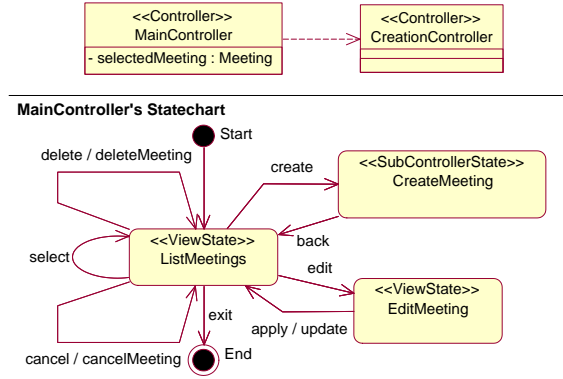 <<Controller>>
MainController
- selectedMeeting : Meeting
<<Controller>>
CreationController
MainController's Statechart
Start
delete / deleteMeeting
create
<<SubControllerState>>
CreateMeeting
<<ViewState>>
ListMeetings
back
select
edit
<<ViewState>>
EditMeeting
exit
apply / update
cancel / cancelMeeting
End